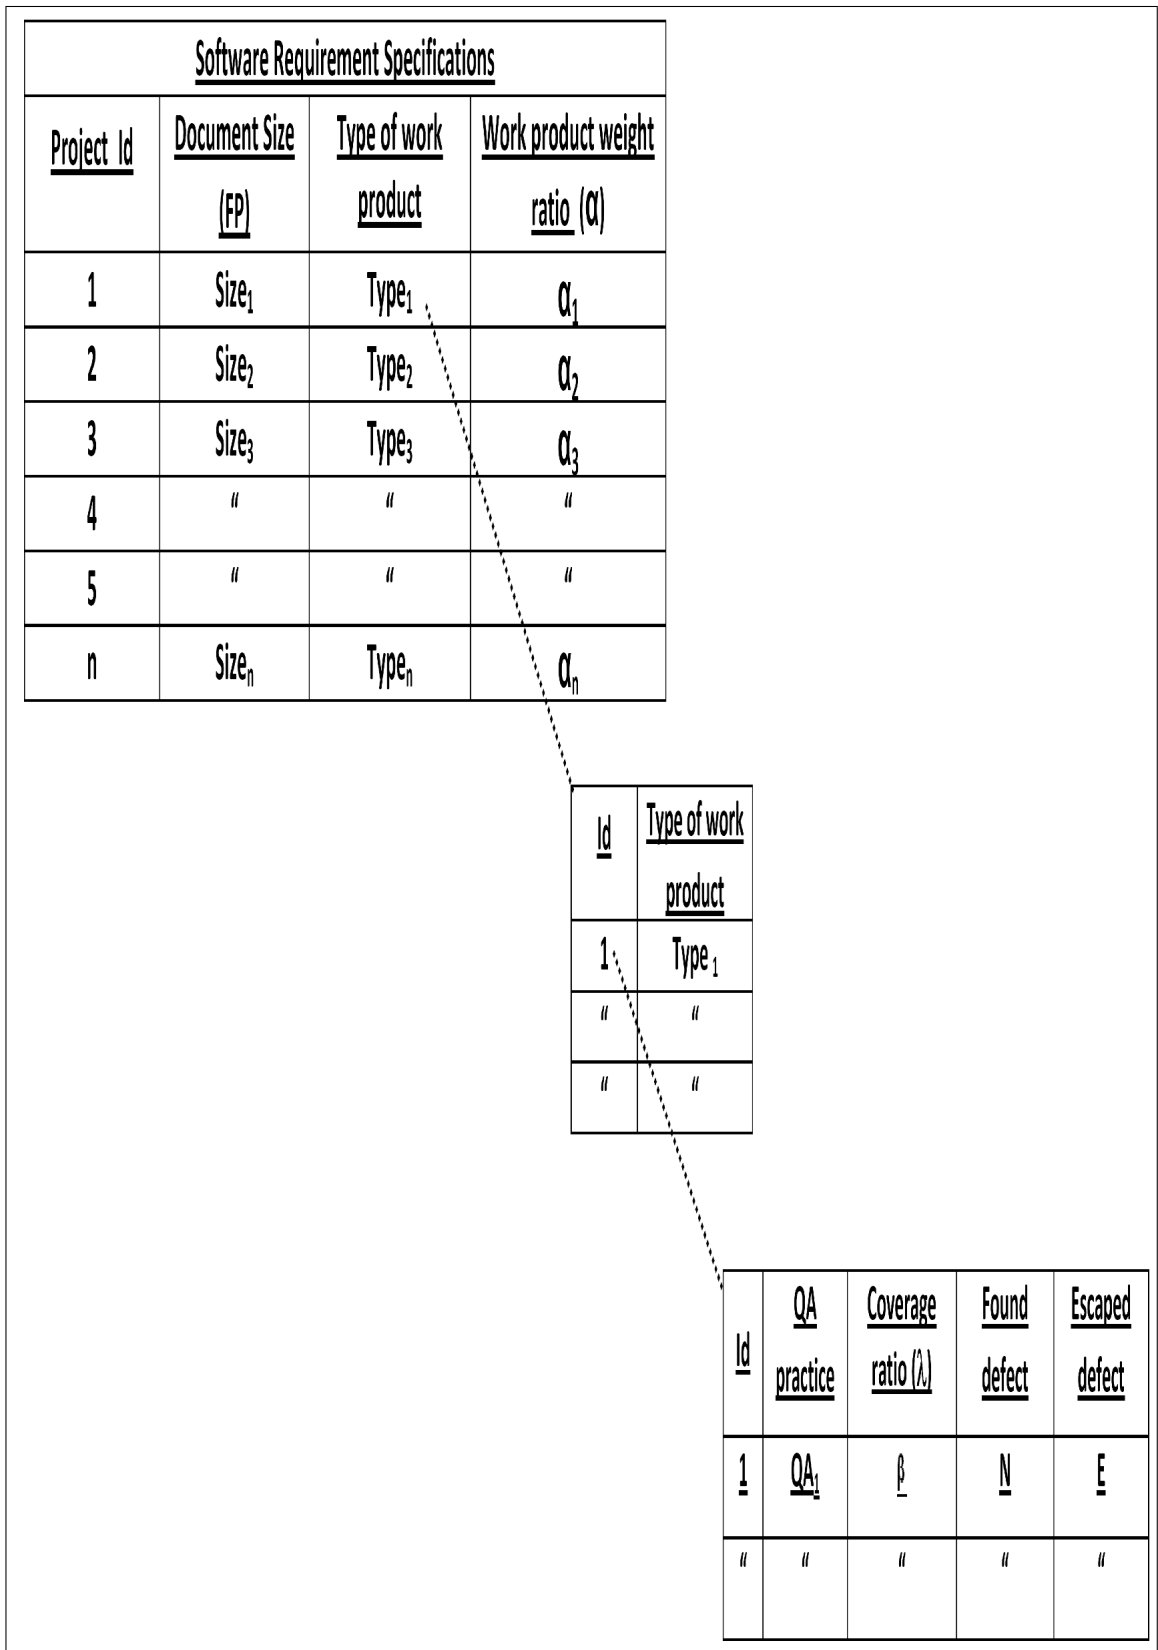 Software Requirement Specifications
Project Id Document Size (FP) Type of work product Work product weight ratio (α)
1 Size₁ Type₁ α₁
2 Size₂ Type₂ α₂
3 Size₃ Type₃ α₃
4 “ “ “
5 “ “ “
n Sizeₙ Typeₙ αₙ
Id Type of work product
1 Type ₁
“ “
“ “
Id QA practice Coverage ratio (λ) Found defect Escaped defect
1 QA₁ β N E
“ “ “ “ “